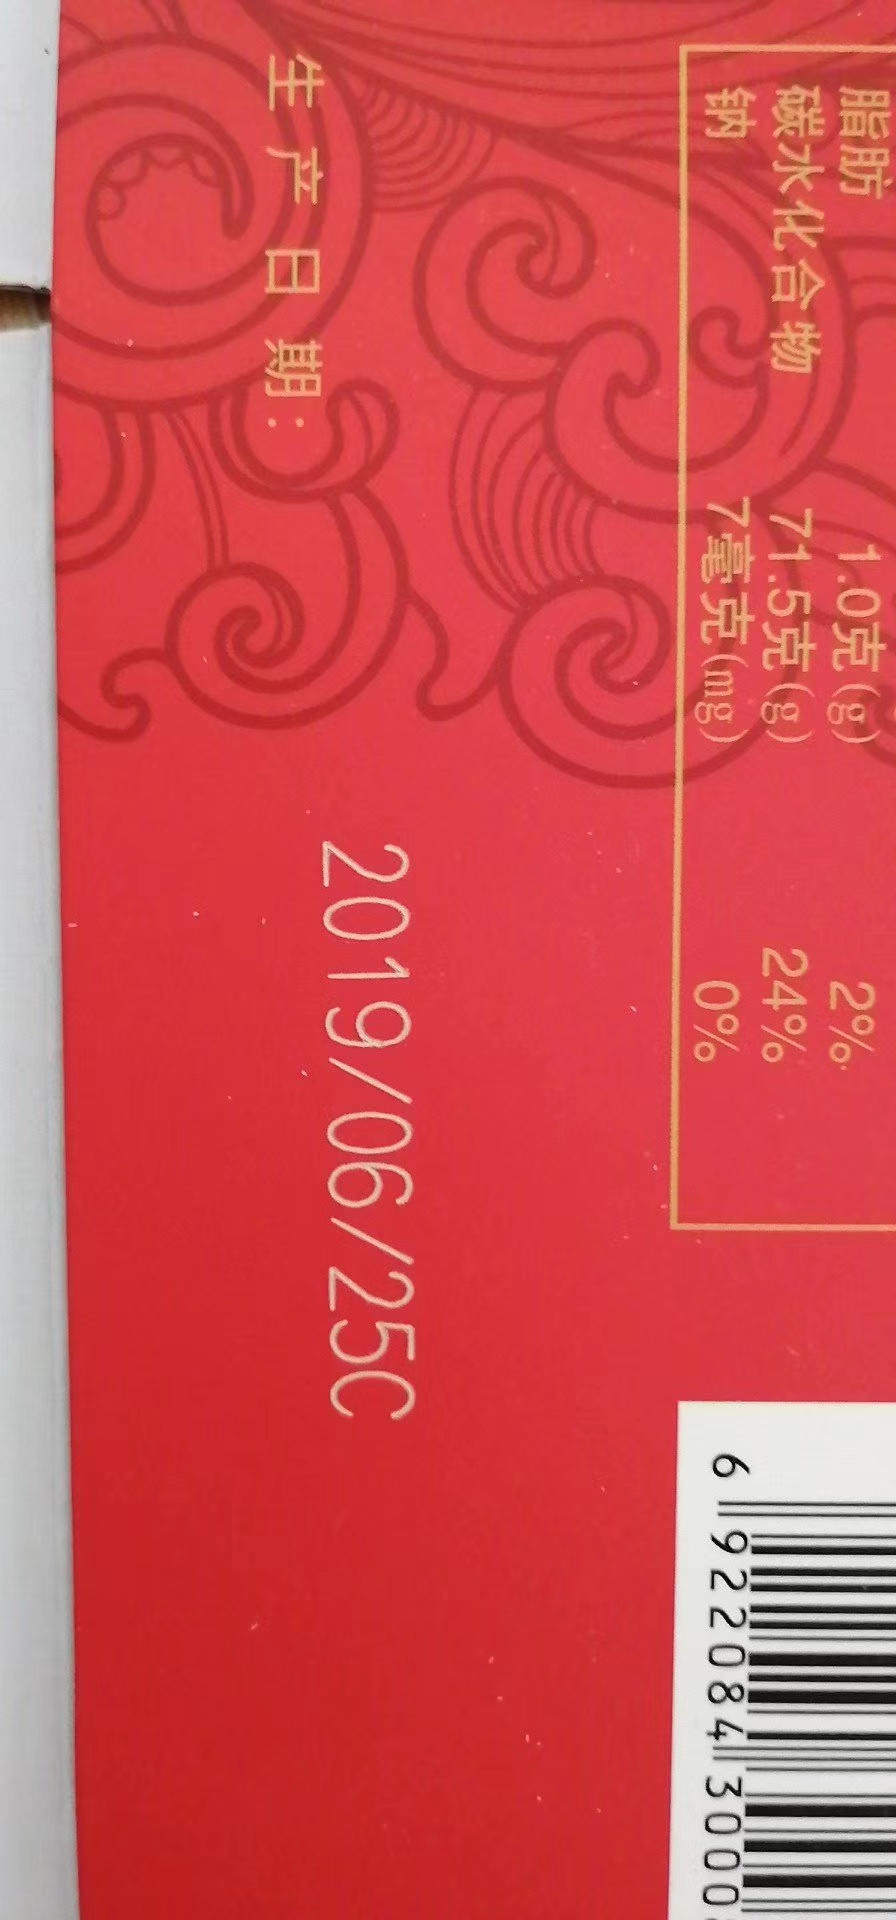 脂肪 1.0克(g) 2%
碳水化合物 71.5克(g) 24%
钠 7毫克(mg) 0%
生产日期:
2019/06/25C
6 922084 3000